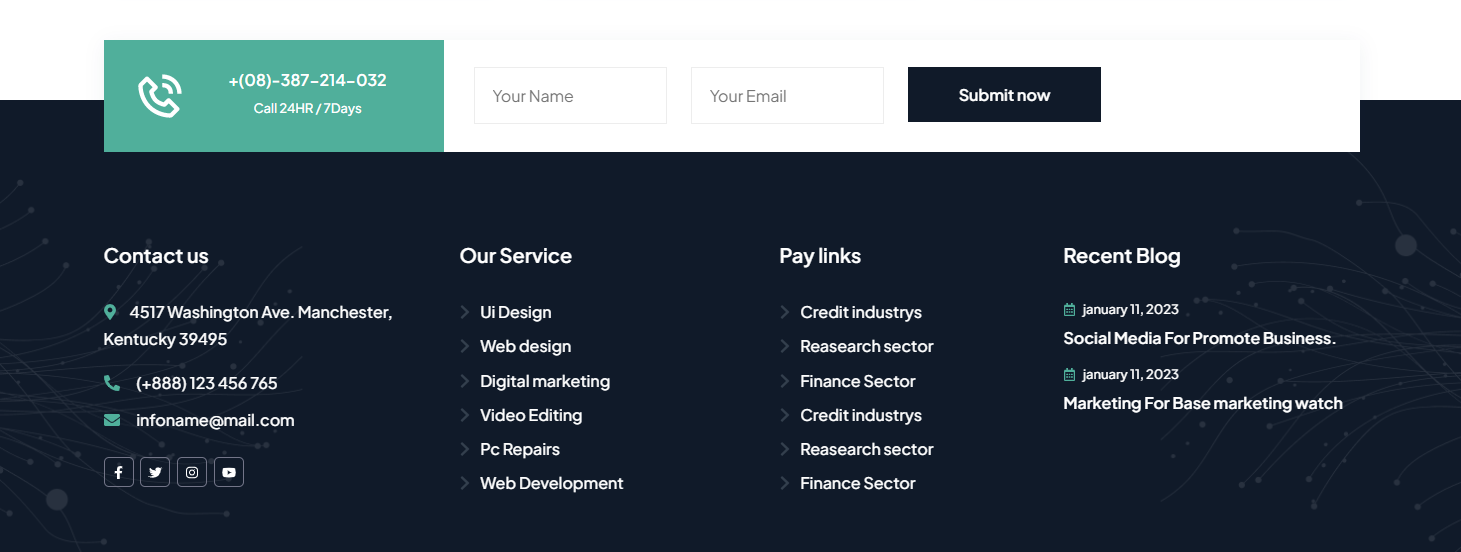 +(08)-387-214-032
Call 24HR / 7Days
Your Name
Your Email
Submit now
Contact us
4517 Washington Ave. Manchester,
Kentucky 39495
(+888) 123 456 765
infoname@mail.com
Our Service
Ui Design
Web design
Digital marketing
Video Editing
Pc Repairs
Web Development
Pay links
Credit industrys
Reasearch sector
Finance Sector
Credit industrys
Reasearch sector
Finance Sector
Recent Blog
january 11, 2023
Social Media For Promote Business.
january 11, 2023
Marketing For Base marketing watch